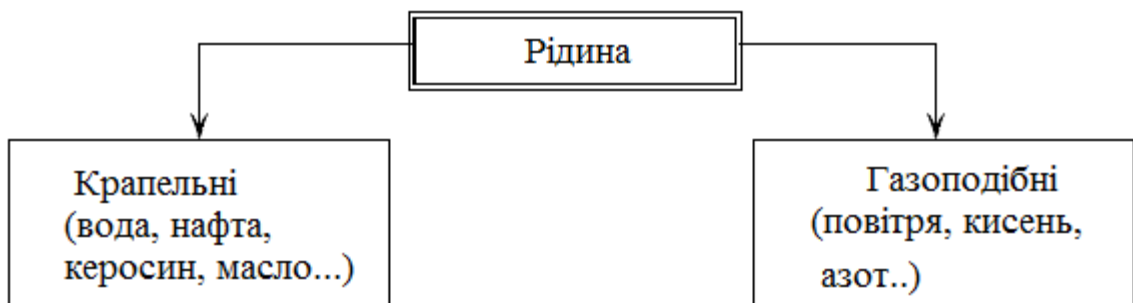 Рідина
Крапельні
(вода, нафта,
керосин, масло...)
Газоподібні
(повітря, кисень,
азот..)